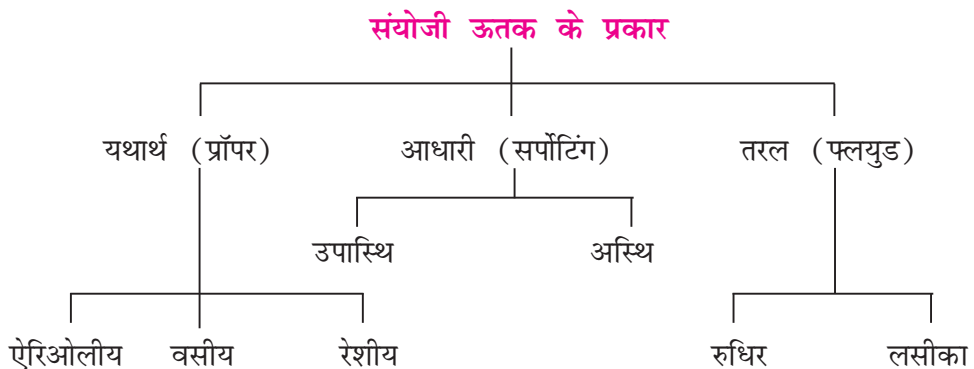 संयोजी ऊतक के प्रकार
यथार्थ (प्रॉपर) आधारी (सर्पोटिंग) तरल (फ्लयुड)
उपास्थि अस्थि
ऐरिओलीय वसीय रेशीय रुधिर लसीका